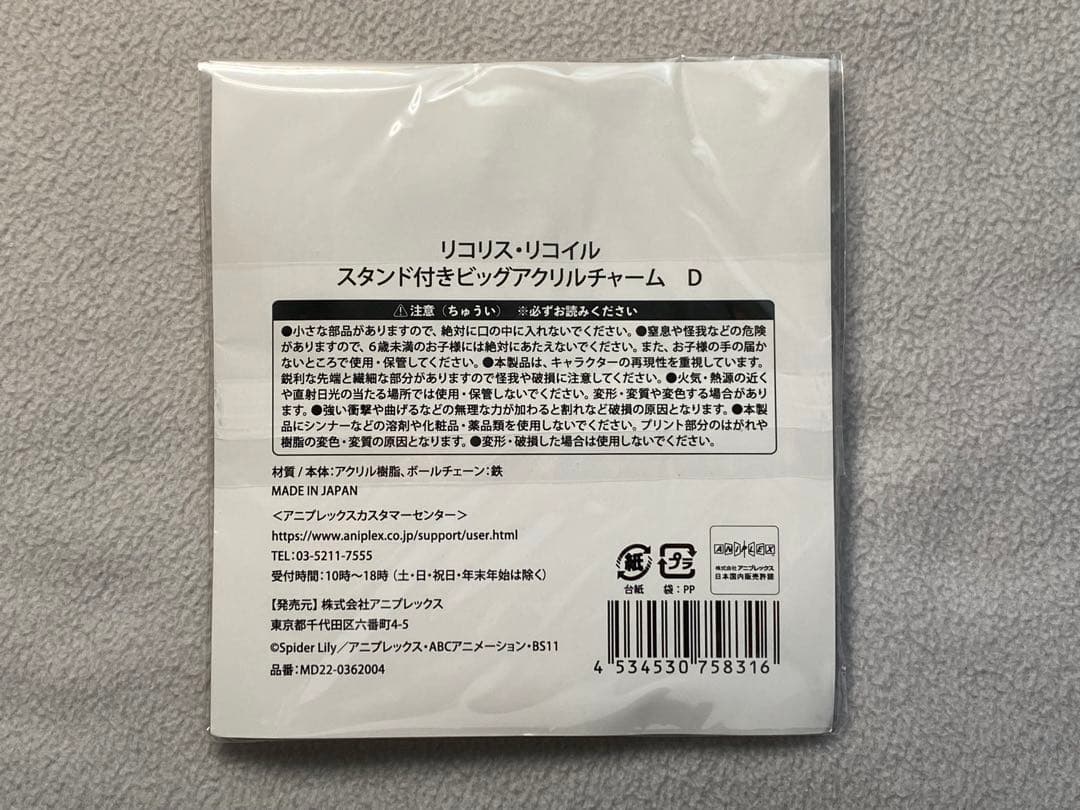 リコリス・リコイル
スタンド付きビッグアクリルチャーム　D
⚠注意（ちゅうい）　※必ずお読みください
●小さな部品がありますので、絶対に口の中に入れないでください。●窒息や怪我などの危険
がありますので、6歳未満のお子様には絶対にあたえないでください。また、お子様の手の届か
ないところで使用・保管してください。●本製品は、キャラクターの再現性を重視しています。
鋭利な先端と繊細な部分がありますので怪我や破損に注意してください。●火気・熱源の近く
や直射日光の当たる場所では使用・保管しないでください。変形・変質や変色する場合があり
ます。●強い衝撃や曲げるなどの無理な力が加わると割れなど破損の原因となります。●本製
品にシンナーなどの溶剤や化粧品・薬品類を使用しないでください。プリント部分のはがれや
樹脂の変色・変質の原因となります。●変形・破損した場合は使用しないでください。
材質/本体：アクリル樹脂、ボールチェーン：鉄
MADE IN JAPAN
＜アニプレックスカスタマーセンター＞
https://www.aniplex.co.jp/support/user.html
TEL：03-5211-7555
受付時間：10時〜18時（土・日・祝日・年末年始は除く）
【発売元】株式会社アニプレックス
東京都千代田区六番町4-5
©Spider Lily／アニプレックス・ABCアニメーション・BS11
品番：MD22-0362004
紙
台紙
プラ
袋：PP
ANIPLEX
株式会社アニプレックス
日本国内販売許諾
4 534530 758316